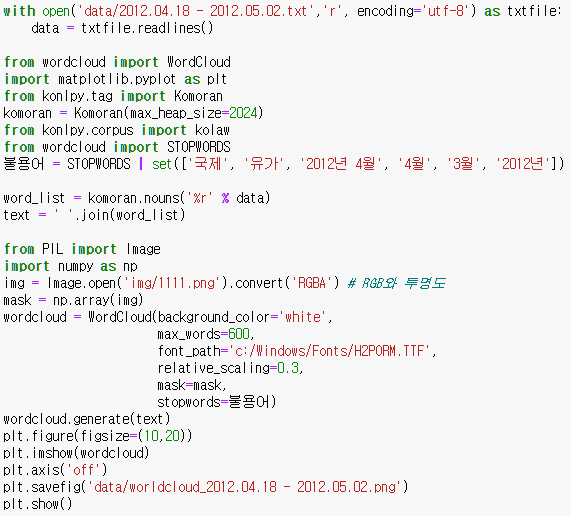 with open('data/2012.04.18 - 2012.05.02.txt','r', encoding='utf-8') as txtfile:
    data = txtfile.readlines()

from wordcloud import WordCloud
import matplotlib.pyplot as plt
from konlpy.tag import Komoran
komoran = Komoran(max_heap_size=2024)
from konlpy.corpus import kolaw
from wordcloud import STOPWORDS
불용어 = STOPWORDS | set(['국제', '유가', '2012년 4월', '4월', '3월', '2012년'])

word_list = komoran.nouns('%r' % data)
text = ' '.join(word_list)

from PIL import Image
import numpy as np
img = Image.open('img/1111.png').convert('RGBA') # RGB와 투명도
mask = np.array(img)
wordcloud = WordCloud(background_color='white',
                      max_words=600,
                      font_path='c:/Windows/Fonts/H2PORM.TTF',
                      relative_scaling=0.3,
                      mask=mask,
                      stopwords=불용어)
wordcloud.generate(text)
plt.figure(figsize=(10,20))
plt.imshow(wordcloud)
plt.axis('off')
plt.savefig('data/worldcloud_2012.04.18 - 2012.05.02.png')
plt.show()